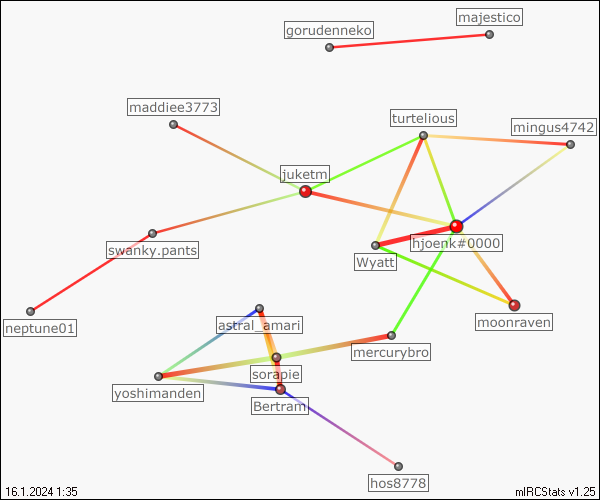 majestico
gorudenneko
maddiee3773
turtelious
mingus4742
juketm
hjoenk#0000
swanky.pants
Wyatt
moonraven
neptune01
astral_amari
mercurybro
sorapie
yoshimanden
Bertram
hos8778
16.1.2024 1:35
mIRCStats v1.25